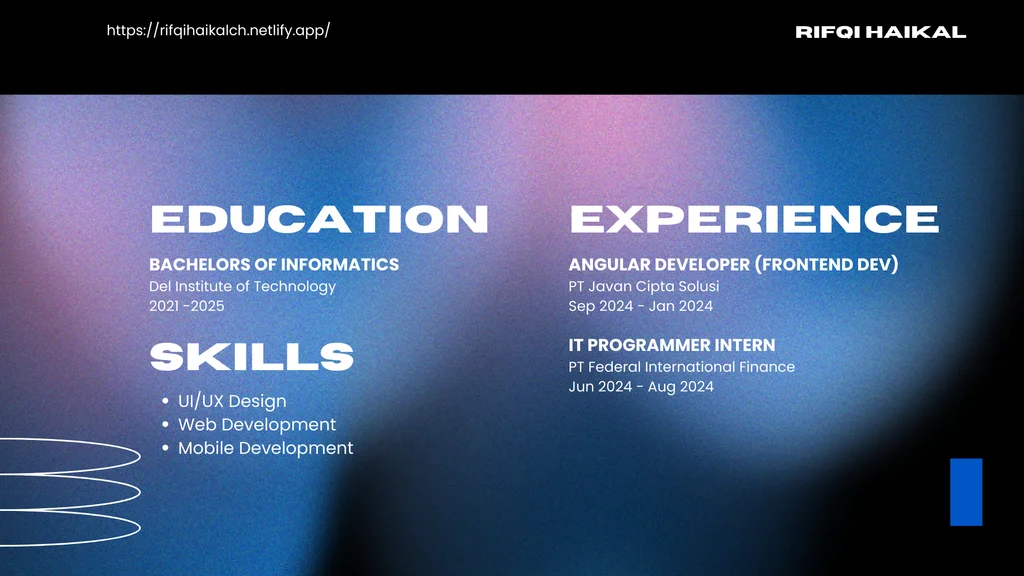 https://rifqihaikalch.netlify.app/
RIFQI HAIKAL
EDUCATION
BACHELORS OF INFORMATICS
Del Institute of Technology
2021 -2025
SKILLS
• UI/UX Design
• Web Development
• Mobile Development
EXPERIENCE
ANGULAR DEVELOPER (FRONTEND DEV)
PT Javan Cipta Solusi
Sep 2024 - Jan 2024
IT PROGRAMMER INTERN
PT Federal International Finance
Jun 2024 - Aug 2024